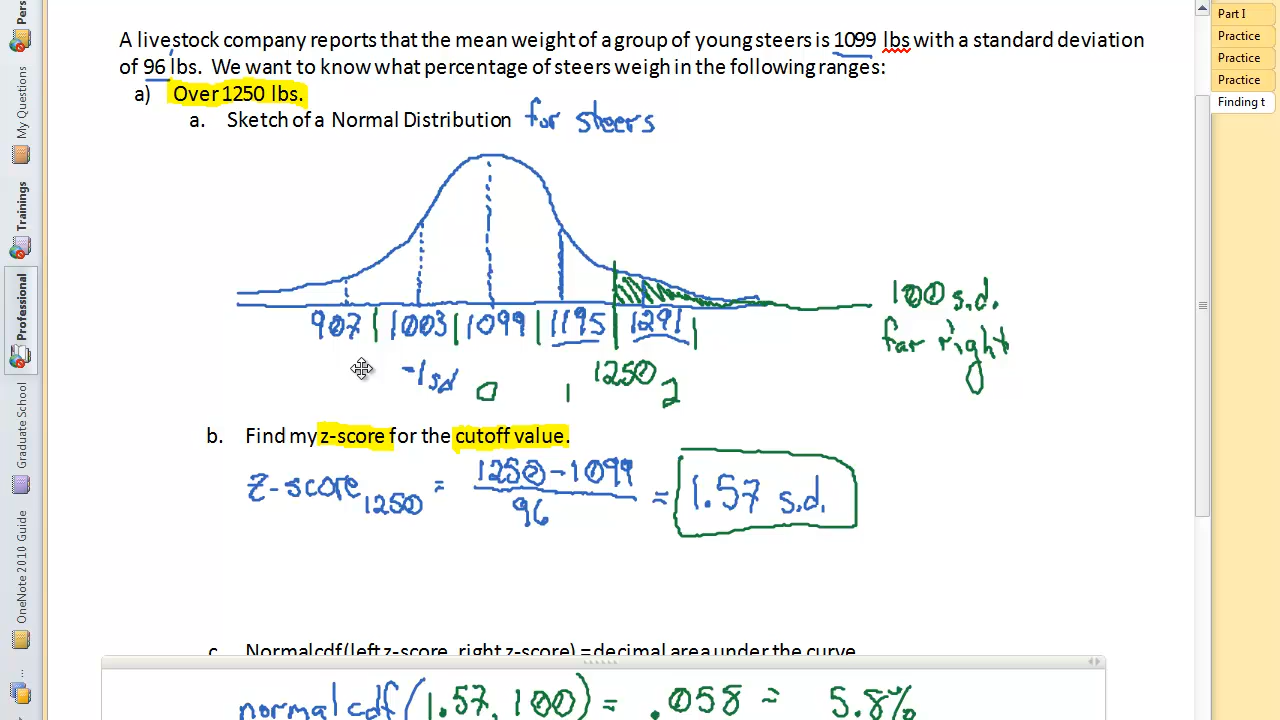 A livestock company reports that the mean weight of a group of young steers is 1099 lbs with a standard deviation
of 96 lbs. We want to know what percentage of steers weigh in the following ranges:
a) Over 1250 lbs.
a. Sketch of a Normal Distribution for steers
907 | 1003 | 1099 | 1195 | 1291 |
100 s.d.
far right
-1sd 0 1 1250 2
b. Find my z-score for the cutoff value.
z-score 1250 = 1250-1099 / 96 = 1.57 s.d.
c. Normalcdf(left z-score, right z-score) = decimal area under the curve
normalcdf(1.57, 100) = .058 = 5.8%
Part I
Practice
Practice
Practice
Finding t
Pers
My Questions
Trainings
Profesional
Graduate School
OneNote 2010 Guide
...